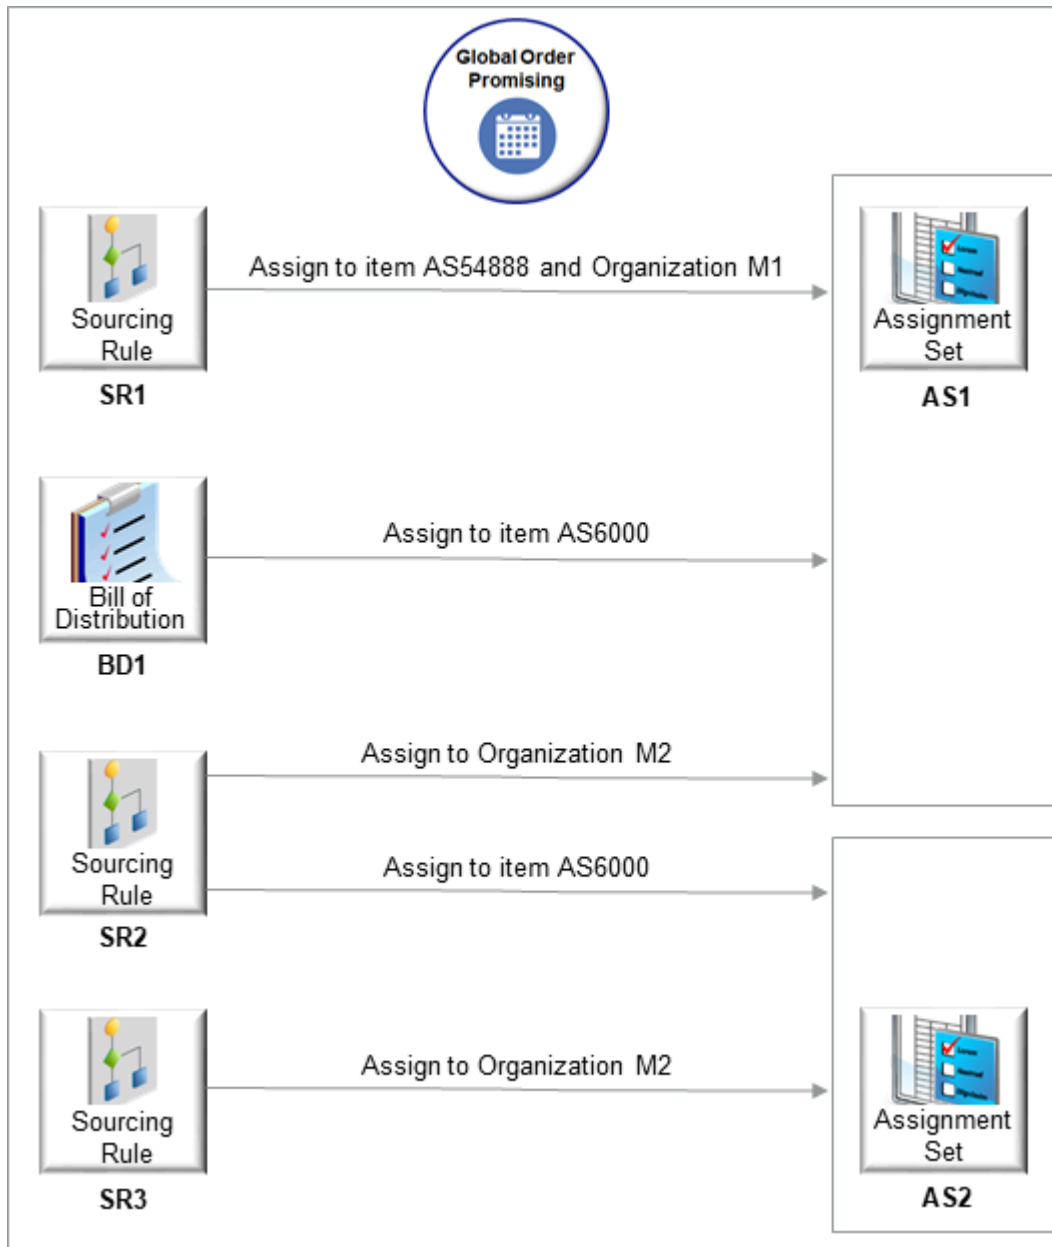 Global Order
Promising
Assign to item AS54888 and Organization M1
Sourcing
Rule
SR1
Assignment
Set
AS1
Assign to item AS6000
Bill of
Distribution
BD1
Assign to Organization M2
Sourcing
Rule
SR2
Assign to item AS6000
Assign to Organization M2
Sourcing
Rule
SR3
Assignment
Set
AS2